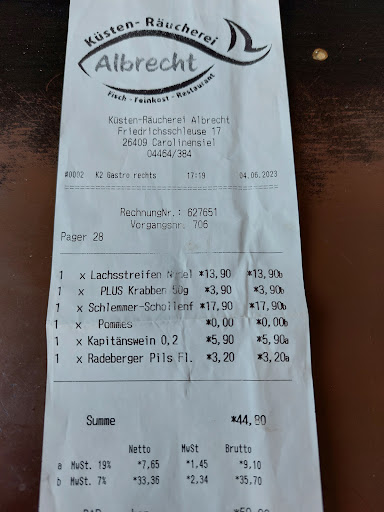 Küsten-Räucherei
Albrecht
Fisch - Feinkost - Restaurant
Küsten-Räucherei Albrecht
Friedrichsschleuse 17
26409 Carolinensiel
04464/384
#0002 K2 Gastro rechts 17:19 04.06.2023
RechnungNr.: 627651
Vorgangsnr. 706
Pager 28
1 x Lachsstreifen *13,90 *13,90b
1 x PLUS Krabben 50g *3,90 *3,90b
1 x Schlemmer-Schollenf *17,90 *17,90b
1 x Pommes *0,00 *0,00b
1 x Kapitänswein 0,2 *5,90 *5,90a
1 x Radeberger Pils Fl. *3,20 *3,20a
Summe *44,80
Netto MwSt Brutto
a MwSt. 19% *7,65 *1,45 *9,10
b MwSt. 7% *33,36 *2,34 *35,70